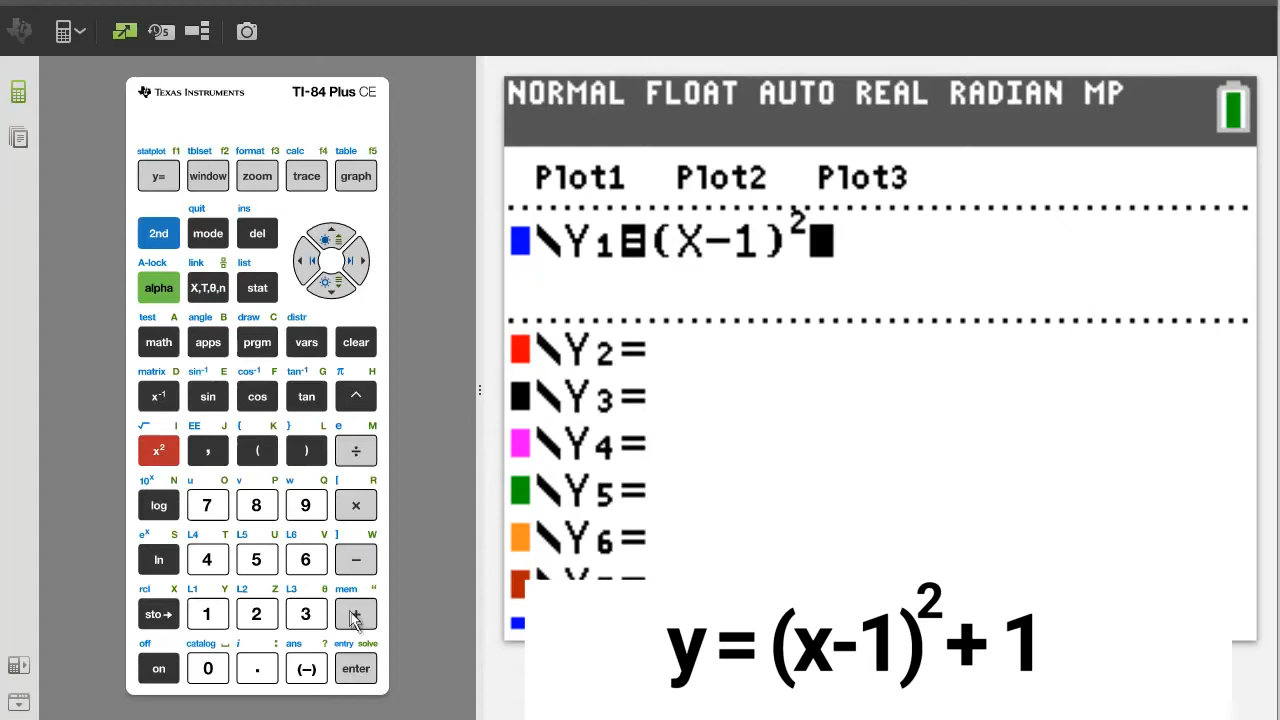 TEXAS INSTRUMENTS TI-84 Plus CE
statplot f1 tblset f2 format f3 calc f4 table f5
y= window zoom trace graph
quit ins
2nd mode del
A-lock link list
alpha X,T,θ,n stat
test A angle B draw C distr
math apps prgm vars clear
matrix D sin⁻¹ E cos⁻¹ F tan⁻¹ G π H
x⁻¹ sin cos tan ^
√ I EE J { K } L e M
x² , ( ) ÷
10ˣ N u O v P w Q [ R
log 7 8 9 ×
eˣ S L4 T L5 U L6 V ] W
ln 4 5 6 −
rcl X L1 Y L2 Z L3 θ mem "
sto→ 1 2 3 +
off catalog ⎵ i : ans ? entry solve
on 0 . (−) enter
NORMAL FLOAT AUTO REAL RADIAN MP
Plot1 Plot2 Plot3
\Y1=(X-1)²
\Y2=
\Y3=
\Y4=
\Y5=
\Y6=
y=(x-1)²+1